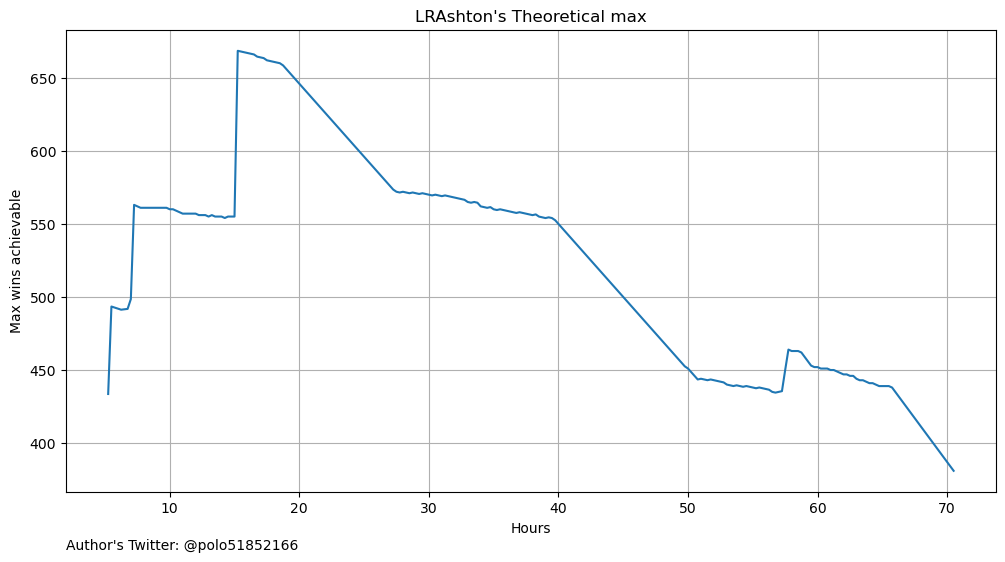 LRAshton's Theoretical max
Max wins achievable
650
600
550
500
450
400
10 20 30 40 50 60 70
Hours
Author's Twitter: @polo51852166